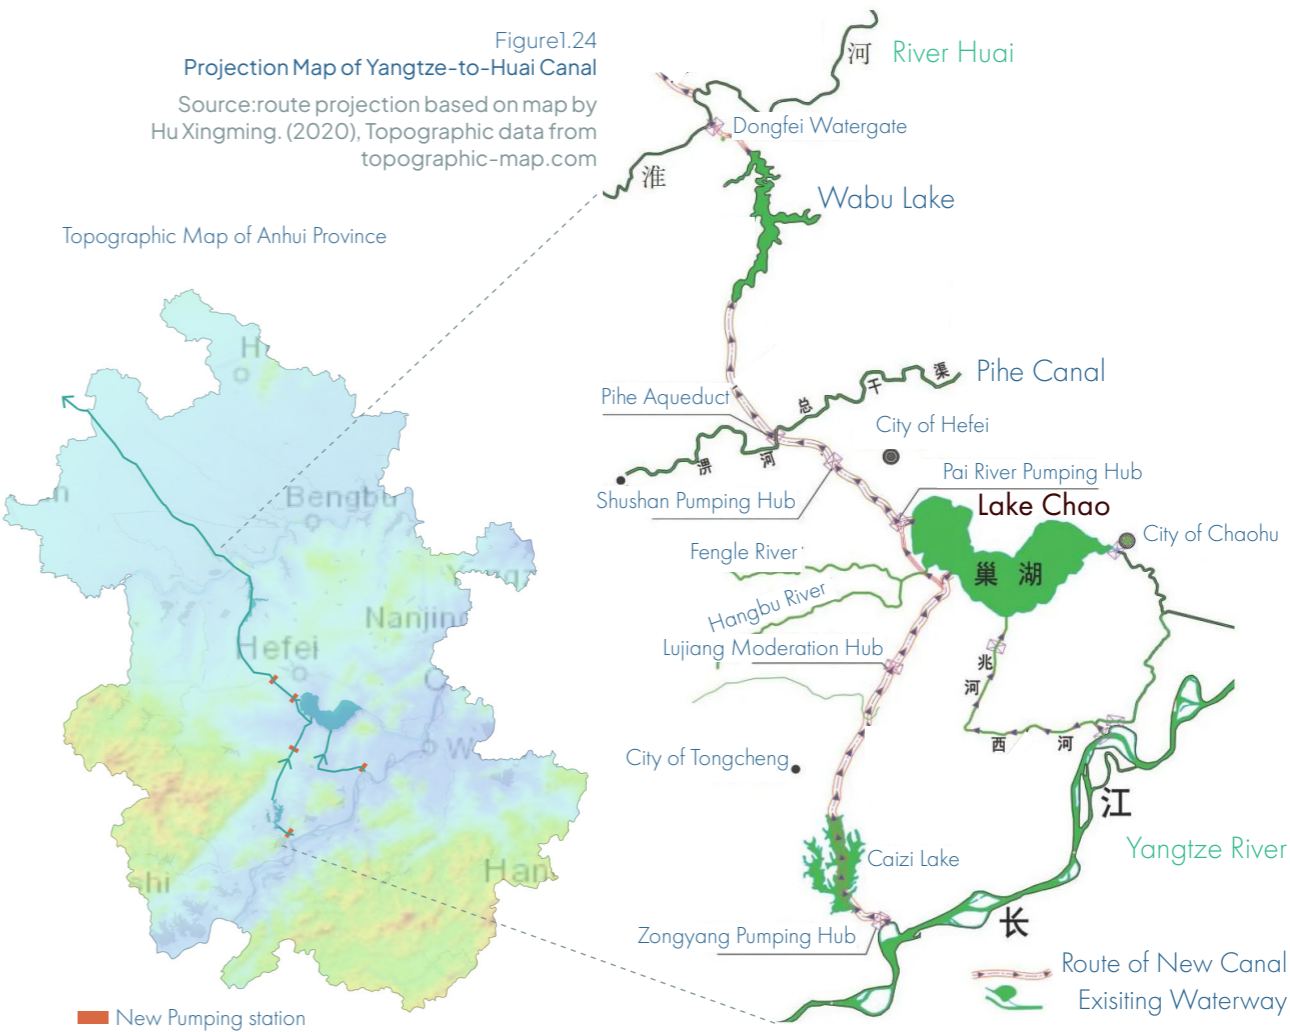 Figure1.24
Projection Map of Yangtze-to-Huai Canal
Source:route projection based on map by
Hu Xingming. (2020), Topographic data from
topographic-map.com
Topographic Map of Anhui Province
Bengbu
Nanjin
Hefei
Han
shi
New Pumping station
河
River Huai
Dongfei Watergate
淮
Wabu Lake
Pihe Canal
渠
干
总
Pihe Aqueduct
City of Hefei
河
淠
Pai River Pumping Hub
Shushan Pumping Hub
Lake Chao
City of Chaohu
Fengle River
巢 湖
Hangbu River
Lujiang Moderation Hub
兆
河
西 河
City of Tongcheng
江
Yangtze River
Caizi Lake
长
Zongyang Pumping Hub
Route of New Canal
Exisiting Waterway